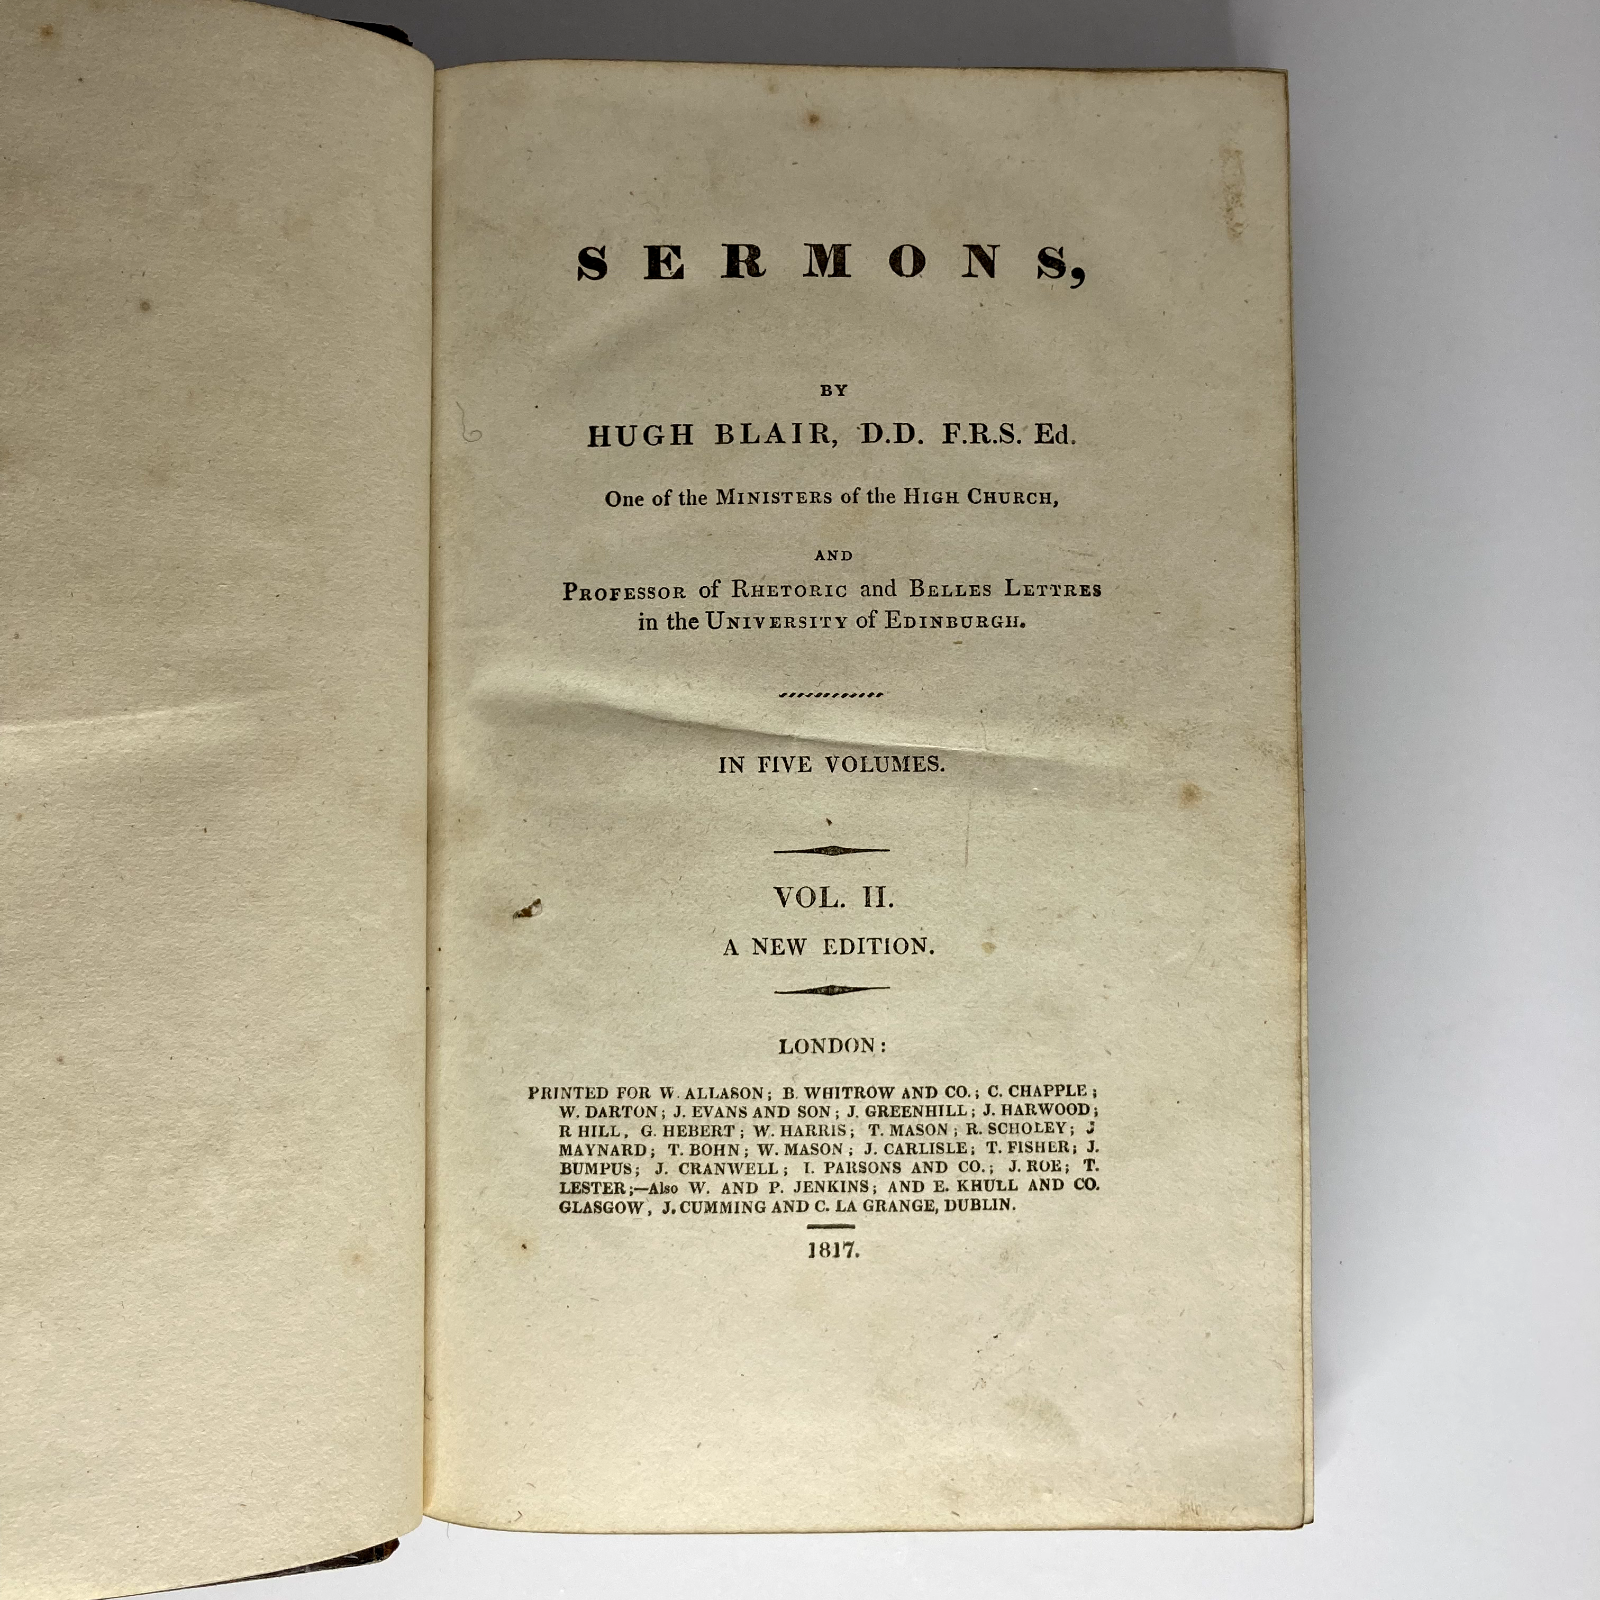 SERMONS,
BY
HUGH BLAIR, D.D. F.R.S. Ed.
One of the MINISTERS of the HIGH CHURCH,
AND
PROFESSOR of RHETORIC and BELLES LETTRES
in the UNIVERSITY of EDINBURGH.
IN FIVE VOLUMES.
VOL. II.
A NEW EDITION.
LONDON:
PRINTED FOR W. ALLASON; B. WHITROW AND CO.; C. CHAPPLE;
W. DARTON; J. EVANS AND SON; J. GREENHILL; J. HARWOOD;
R HILL, G. HEBERT; W. HARRIS; T. MASON; R. SCHOLEY; J
MAYNARD; T. BOHN; W. MASON; J. CARLISLE; T. FISHER; J.
BUMPUS; J. CRANWELL; I. PARSONS AND CO.; J. ROE; T.
LESTER;—Also W. AND P. JENKINS; AND E. KHULL AND CO.
GLASGOW, J. CUMMING AND C. LA GRANGE, DUBLIN.
1817.